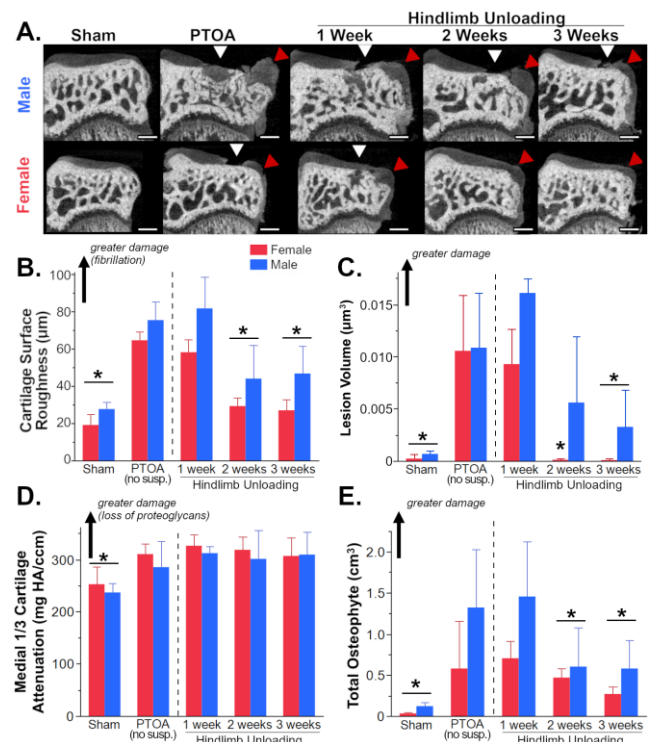 Hindlimb Unloading
A.
Sham PTOA 1 Week 2 Weeks 3 Weeks
Male
Female
B.
greater damage
(fibrillation)
Female
Male
Cartilage Surface
Roughness (μm)
100
80
60
40
20
0
*
*
*
Sham PTOA 1 week 2 weeks 3 weeks
(no susp.) Hindlimb Unloading
C.
greater damage
Lesion Volume (μm³)
0.015
0.010
0.005
0
*
*
*
Sham PTOA 1 week 2 weeks 3 weeks
(no susp.) Hindlimb Unloading
D.
greater damage
(loss of proteoglycans)
Medial 1/3 Cartilage
Attenuation (mg HA/ccm)
300
250
100
0
*
Sham PTOA 1 week 2 weeks 3 weeks
(no susp.) Hindlimb Unloading
E.
greater damage
Total Osteophyte (cm³)
2.0
1.5
1.0
0.5
0
*
*
*
Sham PTOA 1 week 2 weeks 3 weeks
(no susp.) Hindlimb Unloading